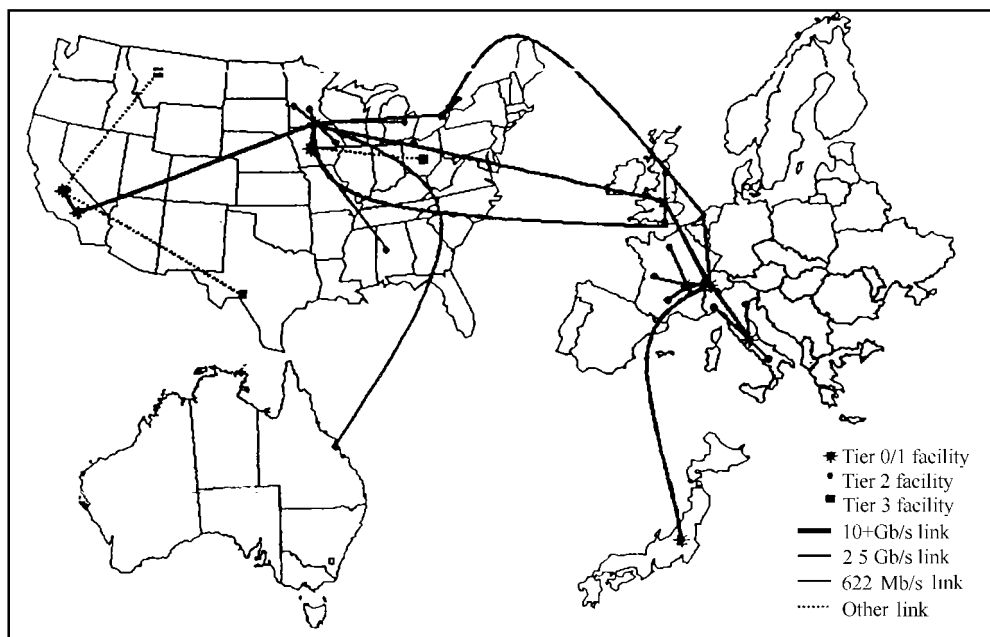 Tier 0/1 facility
Tier 2 facility
Tier 3 facility
10+Gb/s link
2 5 Gb/s link
622 Mb/s link
Other link